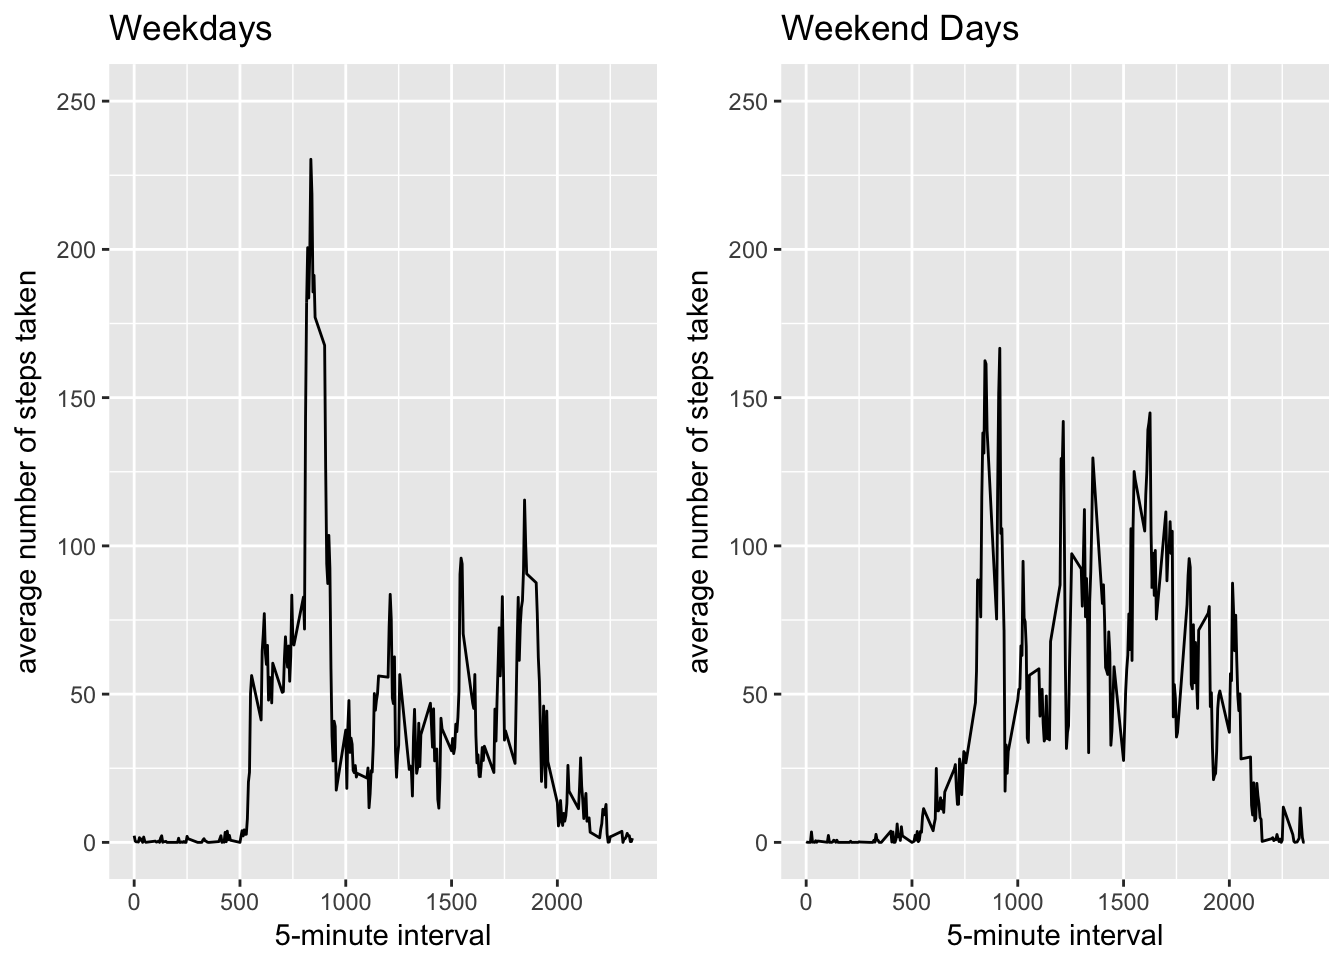 Weekdays
250
200
150
100
50
0
average number of steps taken
0 500 1000 1500 2000
5-minute interval
Weekend Days
250
200
150
100
50
0
average number of steps taken
0 500 1000 1500 2000
5-minute interval